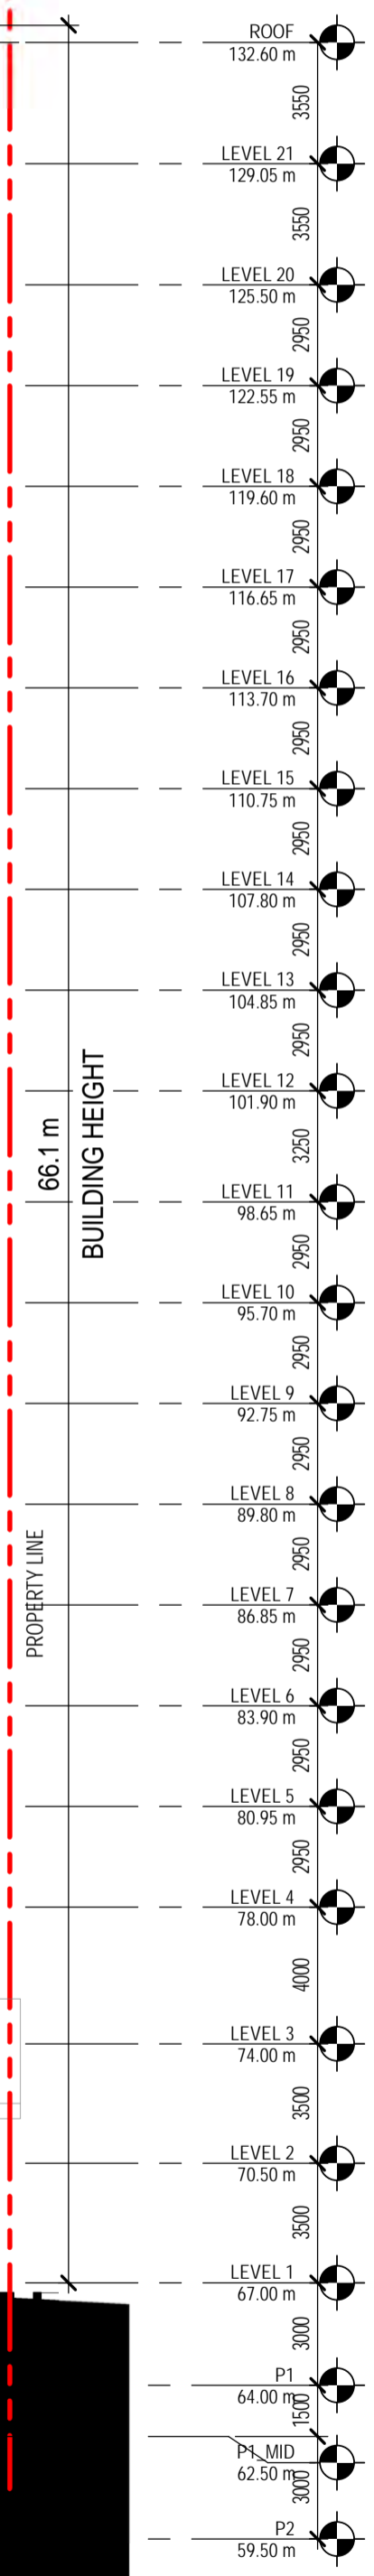 ROOF
132.60 m
3550
LEVEL 21
129.05 m
3550
LEVEL 20
125.50 m
2950
LEVEL 19
122.55 m
2950
LEVEL 18
119.60 m
2950
LEVEL 17
116.65 m
2950
LEVEL 16
113.70 m
2950
LEVEL 15
110.75 m
2950
LEVEL 14
107.80 m
2950
LEVEL 13
104.85 m
2950
LEVEL 12
101.90 m
3250
LEVEL 11
98.65 m
2950
LEVEL 10
95.70 m
2950
LEVEL 9
92.75 m
2950
LEVEL 8
89.80 m
2950
LEVEL 7
86.85 m
2950
LEVEL 6
83.90 m
2950
LEVEL 5
80.95 m
2950
LEVEL 4
78.00 m
4000
LEVEL 3
74.00 m
3500
LEVEL 2
70.50 m
3500
LEVEL 1
67.00 m
3000
P1
64.00 m
1500
P1_MID
62.50 m
3000
P2
59.50 m
66.1 m
BUILDING HEIGHT
PROPERTY LINE